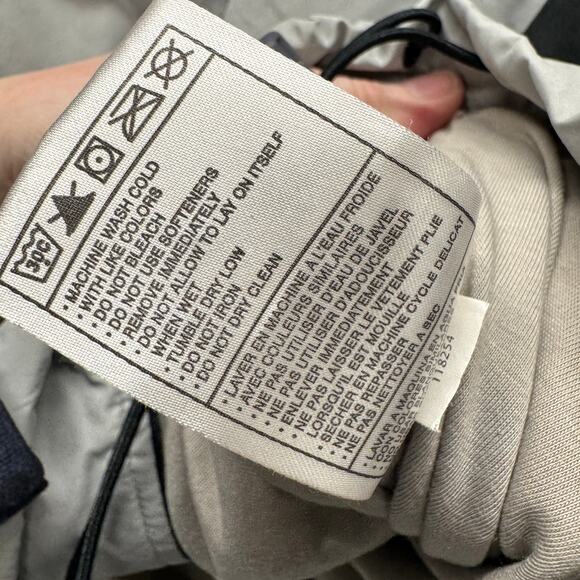 30C
• MACHINE WASH COLD
• WITH LIKE COLORS
• DO NOT BLEACH
• DO NOT USE SOFTENERS
REMOVE IMMEDIATELY
• DO NOT ALLOW TO LAY ON ITSELF
WHEN WET
• TUMBLE DRY LOW
• DO NOT IRON
• DO NOT DRY CLEAN
• LAVER EN MACHINE A L'EAU FROIDE
• AVEC COULEURS SIMILAIRES
• NE PAS UTILISER D'EAU DE JAVEL
• NE PAS UTILISER D'ADOUCISSEUR
ENLEVER IMMEDIATEMENT
• NE PAS LAISSER LE VETEMENT PLIE
LORSQU'IL EST MOUILLE
SECHER EN MACHINE CYCLE DELICAT
• NE PAS REPASSER
• NE PAS NETTOYER A SEC
LAVAR A
118254